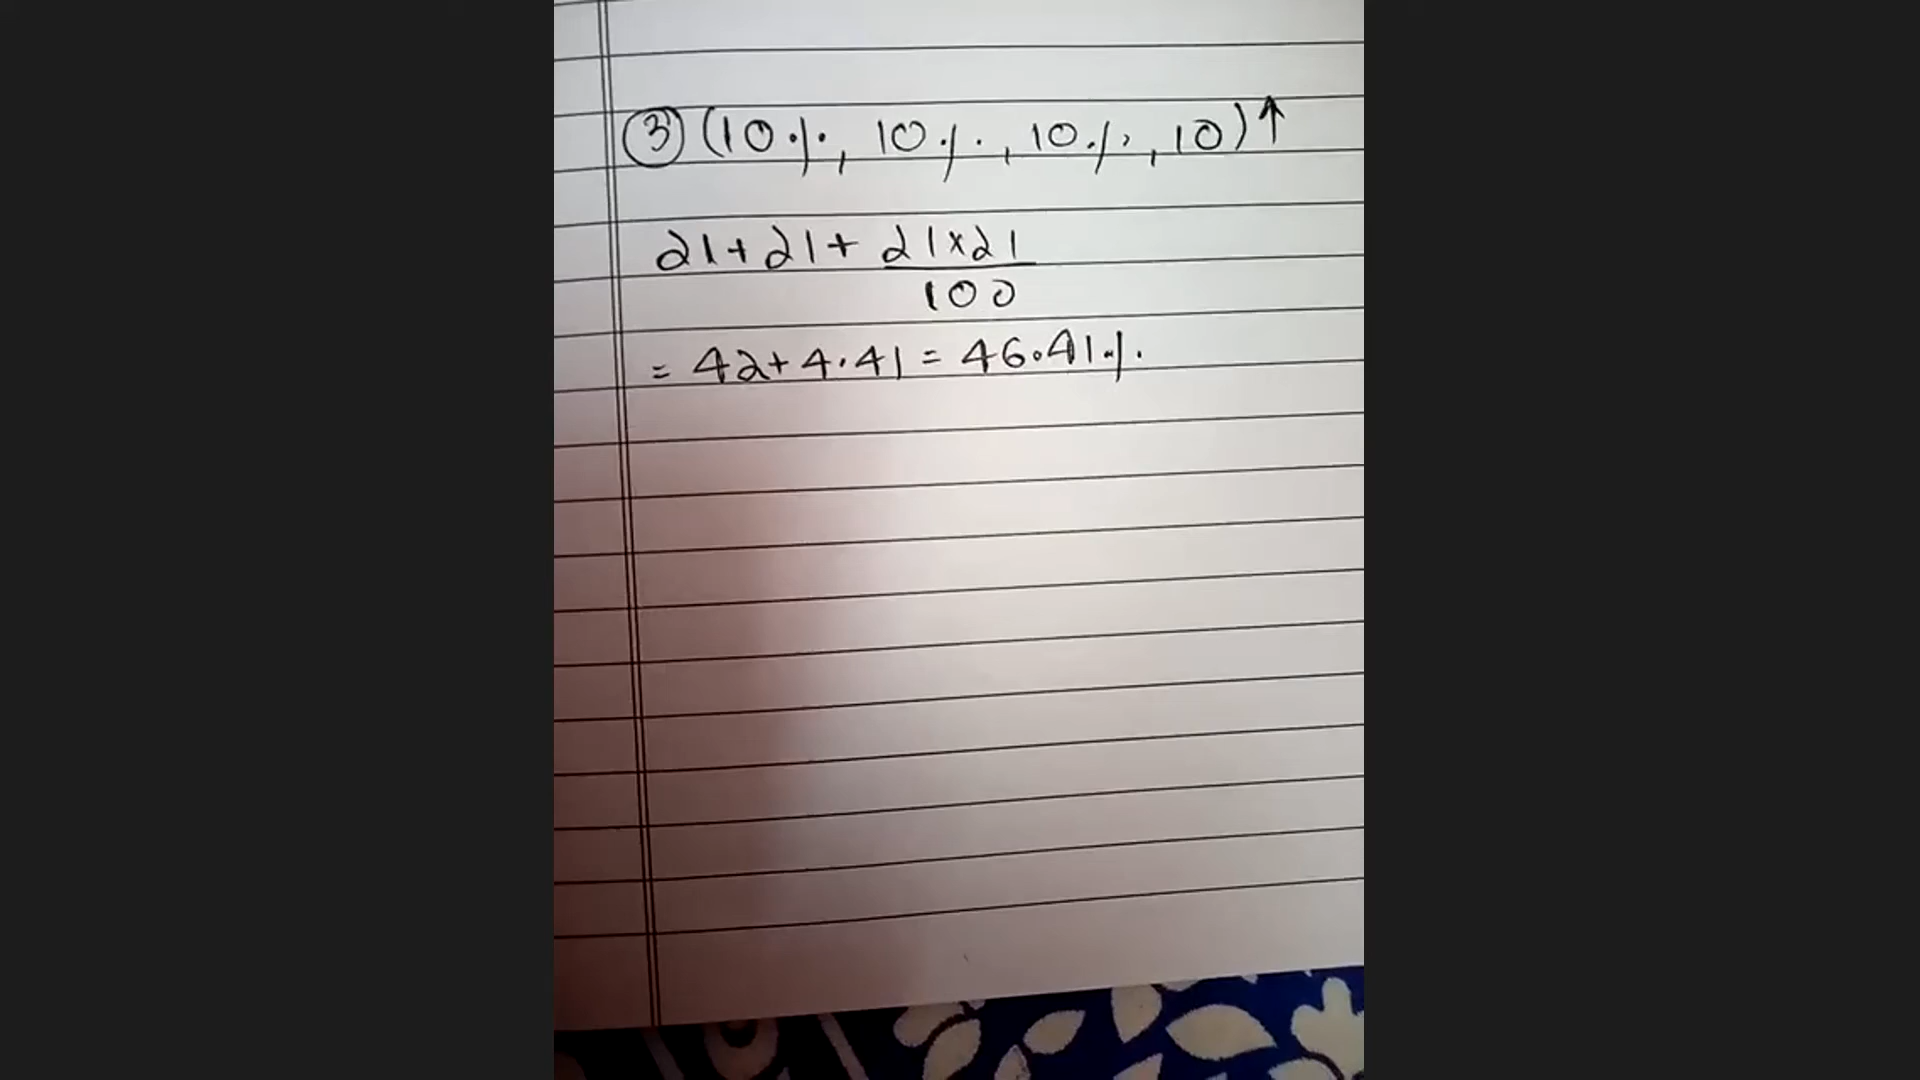 ③ (10%, 10%, 10%, 10)↑
21+21+ 21×21
100
= 42+4.41 = 46.41%.